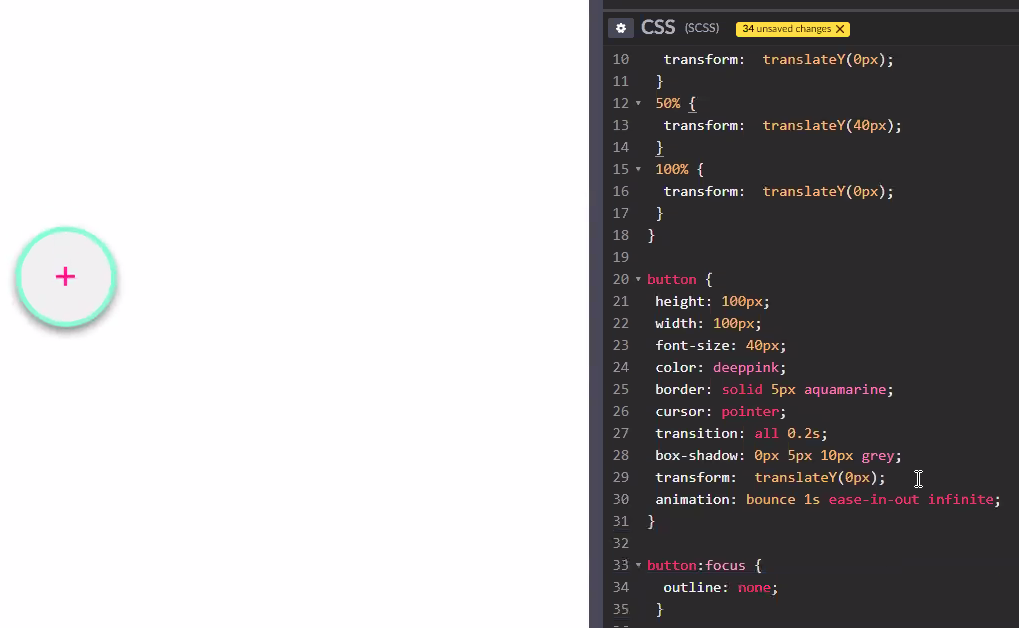 +
CSS (SCSS) 34 unsaved changes X
10 transform: translateY(0px);
11 }
12 50% {
13 transform: translateY(40px);
14 }
15 100% {
16 transform: translateY(0px);
17 }
18 }
19
20 button {
21 height: 100px;
22 width: 100px;
23 font-size: 40px;
24 color: deeppink;
25 border: solid 5px aquamarine;
26 cursor: pointer;
27 transition: all 0.2s;
28 box-shadow: 0px 5px 10px grey;
29 transform: translateY(0px);
30 animation: bounce 1s ease-in-out infinite;
31 }
32
33 button:focus {
34 outline: none;
35 }